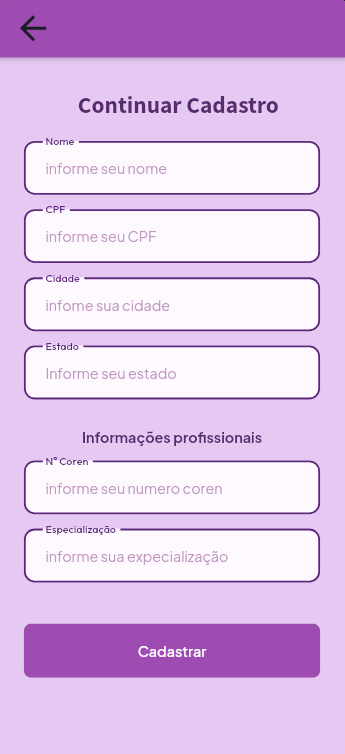 Continuar Cadastro
Nome
informe seu nome
CPF
informe seu CPF
Cidade
infome sua cidade
Estado
Informe seu estado
Informações profissionais
N° Coren
informe seu numero coren
Especialização
informe sua expecialização
Cadastrar